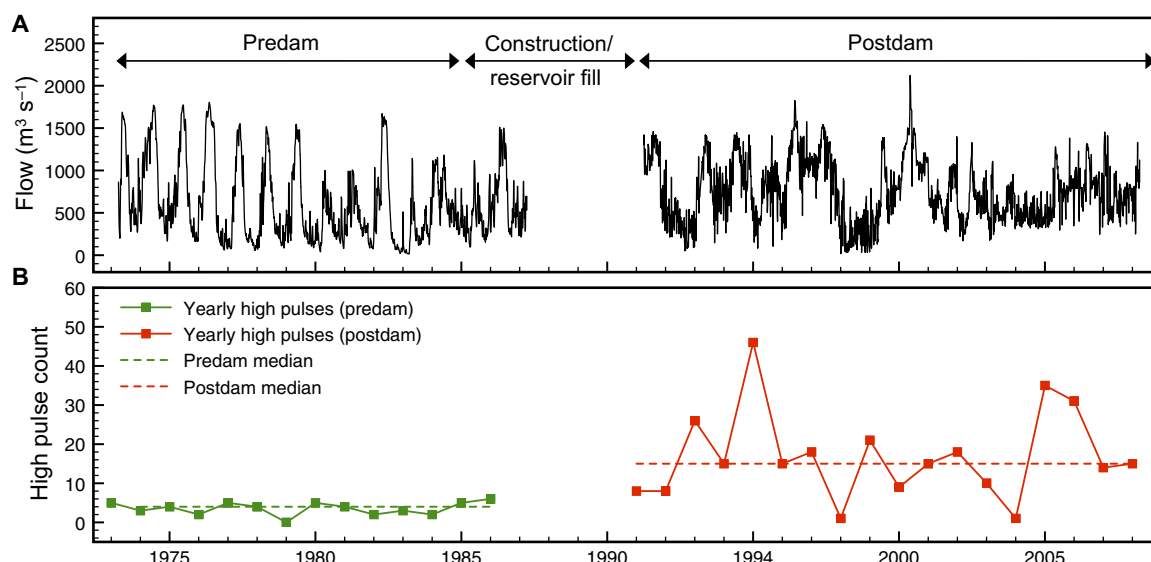 A
Flow (m³ s⁻¹)
2500
2000
1500
1000
500
0
Predam
Construction/
reservoir fill
Postdam
B
High pulse count
60
50
40
30
20
10
0
Yearly high pulses (predam)
Yearly high pulses (postdam)
Predam median
Postdam median
1975 1980 1985 1990 1994 2000 2005